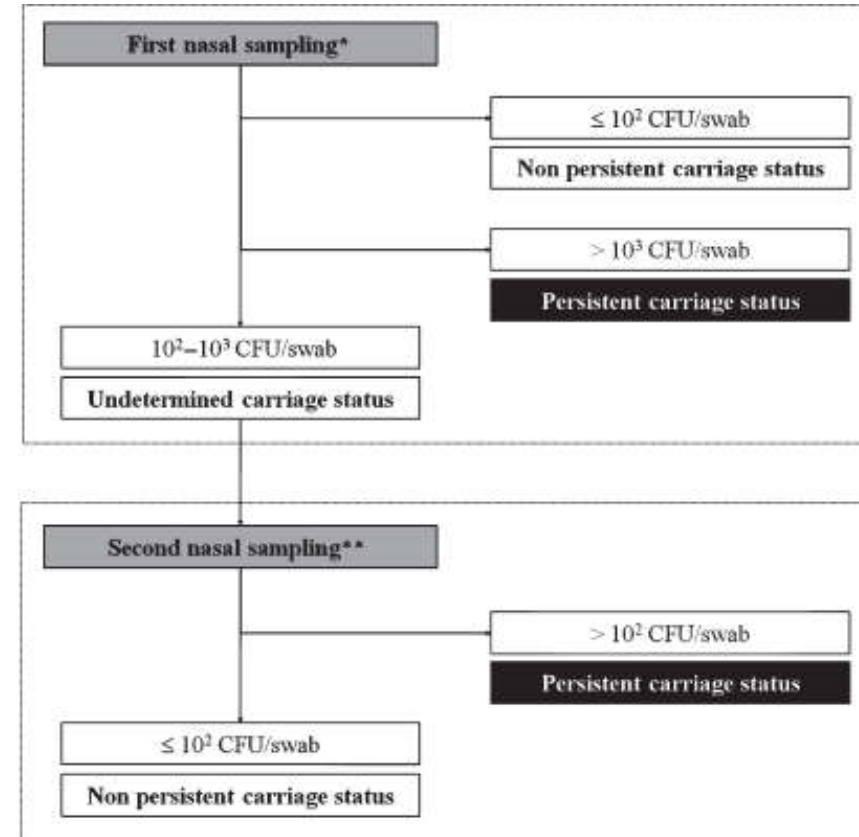 First nasal sampling*
≤ 10² CFU/swab
Non persistent carriage status
> 10³ CFU/swab
Persistent carriage status
10²–10³ CFU/swab
Undetermined carriage status
Second nasal sampling**
> 10² CFU/swab
Persistent carriage status
≤ 10² CFU/swab
Non persistent carriage status